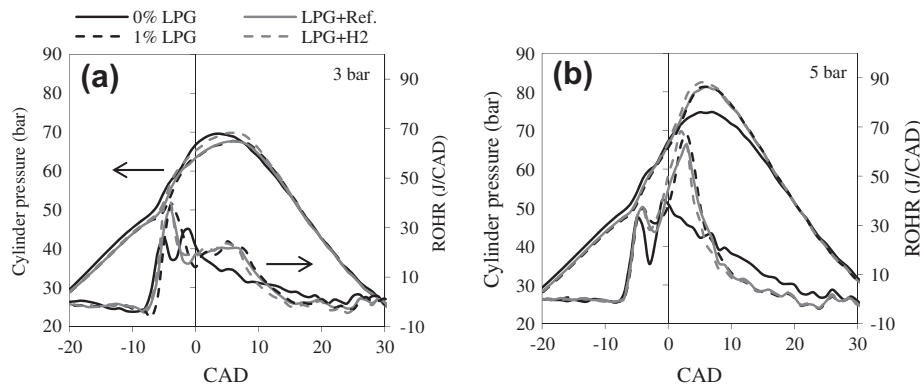 0% LPG LPG+Ref.
1% LPG LPG+H2
(a) 3 bar
Cylinder pressure (bar)
90
80
70
60
50
40
30
20
ROHR (J/CAD)
90
70
50
30
10
-10
-20 -10 0 10 20 30
CAD
(b) 5 bar
Cylinder pressure (bar)
90
80
70
60
50
40
30
20
ROHR (J/CAD)
90
70
50
30
10
-10
-20 -10 0 10 20 30
CAD